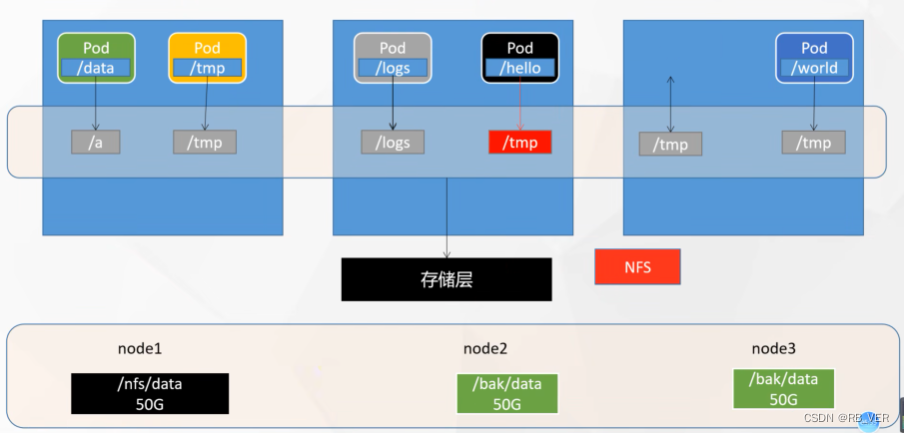 Pod
/data
Pod
/tmp
Pod
/logs
Pod
/hello
Pod
/world
/a
/tmp
/logs
/tmp
/tmp
/tmp
存储层
NFS
node1
node2
node3
/nfs/data
50G
/bak/data
50G
/bak/data
50G
CSDN @RB_VER